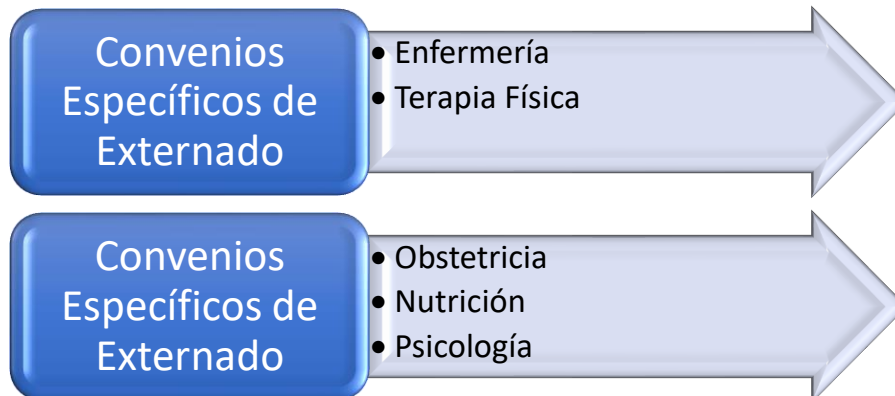 Convenios
Específicos de
Externado
• Enfermería
• Terapia Física
Convenios
Específicos de
Externado
• Obstetricia
• Nutrición
• Psicología